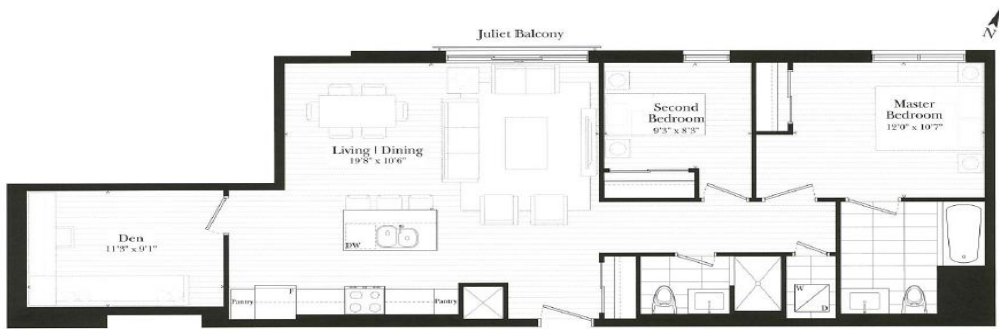 Juliet Balcony
N
Second
Bedroom
9'3" x 8'3"
Master
Bedroom
12'0" x 10'7"
Living | Dining
19'8" x 10'6"
Den
11'3" x 9'1"
DW
Pantry
F
Pantry
W
D